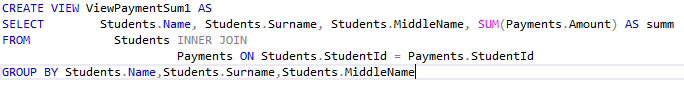 CREATE VIEW ViewPaymentSum1 AS
SELECT Students.Name, Students.Surname, Students.MiddleName, SUM(Payments.Amount) AS summ
FROM Students INNER JOIN
Payments ON Students.StudentId = Payments.StudentId
GROUP BY Students.Name,Students.Surname,Students.MiddleName